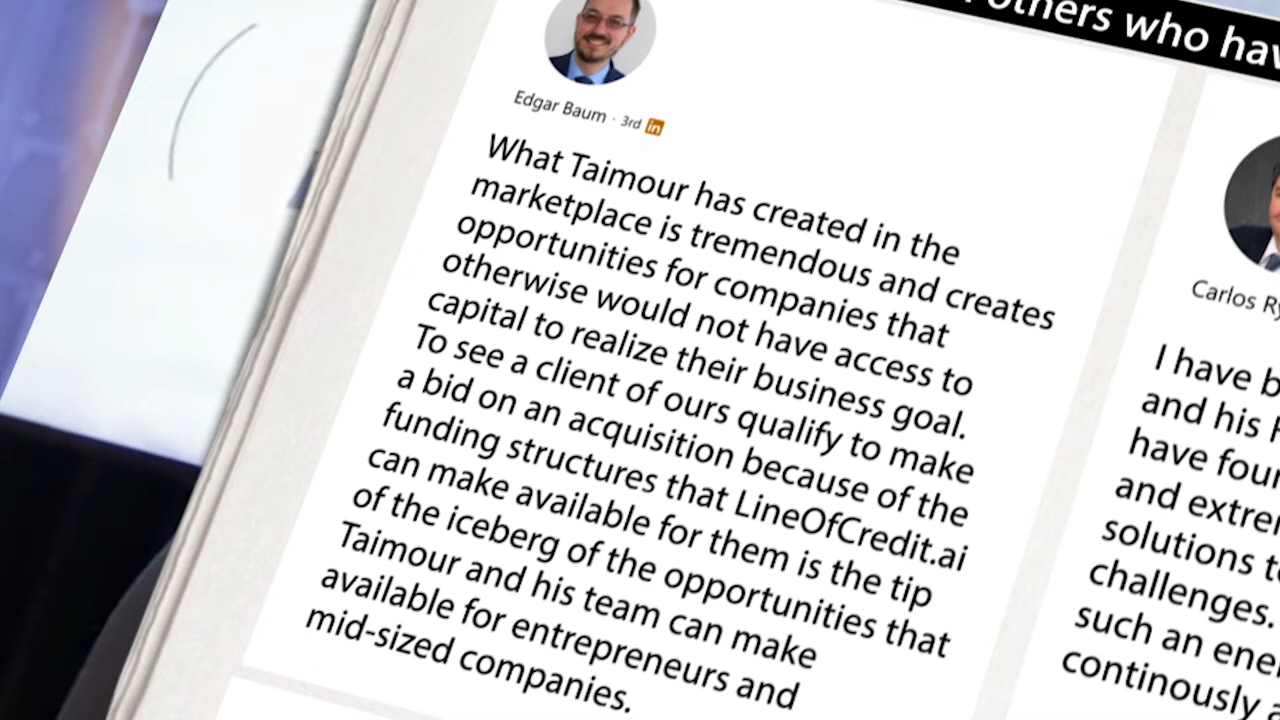 others who hav
Edgar Baum · 3rd in
What Taimour has created in the
marketplace is tremendous and creates
opportunities for companies that
otherwise would not have access to
capital to realize their business goal.
To see a client of ours qualify to make
a bid on an acquisition because of the
funding structures that LineOfCredit.ai
can make available for them is the tip
of the iceberg of the opportunities that
Taimour and his team can make
available for entrepreneurs and
mid-sized companies.
Carlos Ry
I have b
and his
have four
and extre
solutions t
challenges.
such an ene
continously a